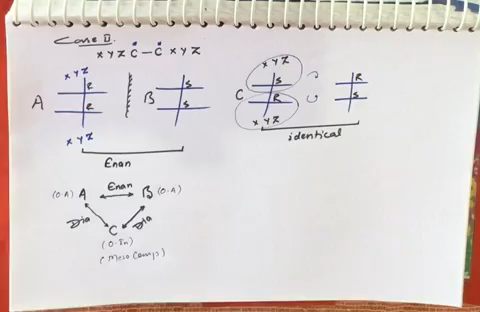 Case II.
x y z Ċ – Ċ x y z
x y z
R
R
x y z
A
B
S
S
Enan
C
x y z
S
R
x y z
R
S
identical
(O.A) A Enan B (O.A)
Dia
Dia
C
(O.In)
(Meso Comp)